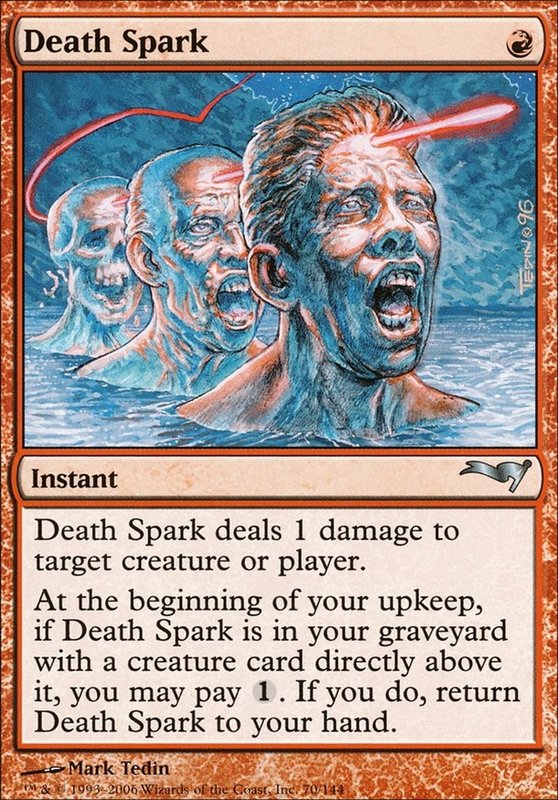 Death Spark
TEDIN © 96
Instant
Death Spark deals 1 damage to
target creature or player.
At the beginning of your upkeep,
if Death Spark is in your graveyard
with a creature card directly above
it, you may pay 1. If you do, return
Death Spark to your hand.
Mark Tedin
™ & © 1993–2006 Wizards of the Coast, Inc. 70/144